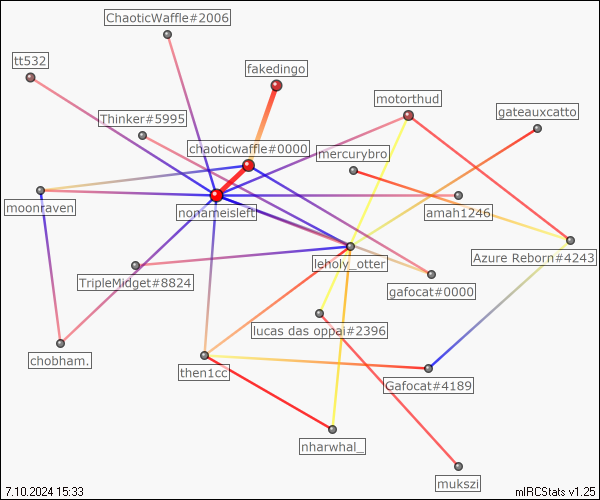 ChaoticWaffle#2006
tt532
fakedingo
motorthud
gateauxcatto
Thinker#5995
chaoticwaffle#0000
mercurybro
moonraven
nonameisleft
amah1246
leholy_otter
Azure Reborn#4243
TripleMidget#8824
gafocat#0000
lucas das oppai#2396
chobham.
then1cc
Gafocat#4189
nharwhal_
mukszi
7.10.2024 15:33
mIRCStats v1.25